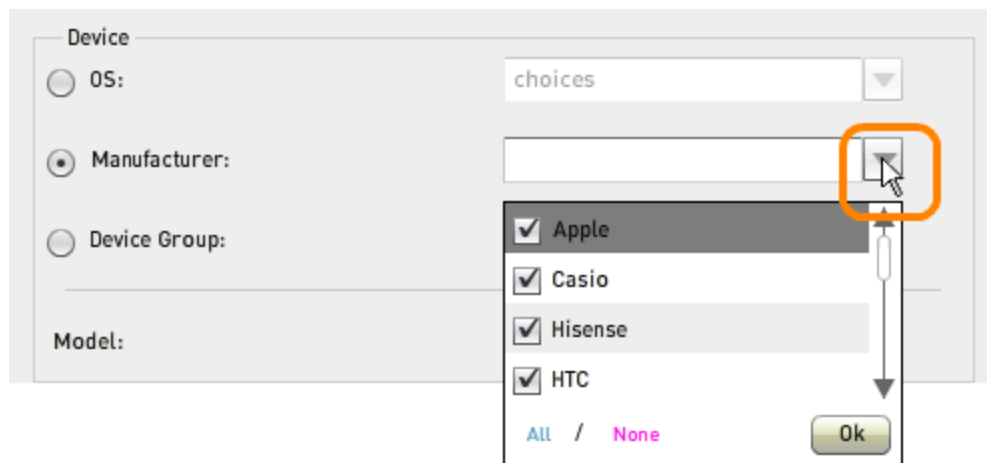 Device
OS:
choices
Manufacturer:
Device Group:
Apple
Casio
Hisense
Model:
HTC
All / None
Ok